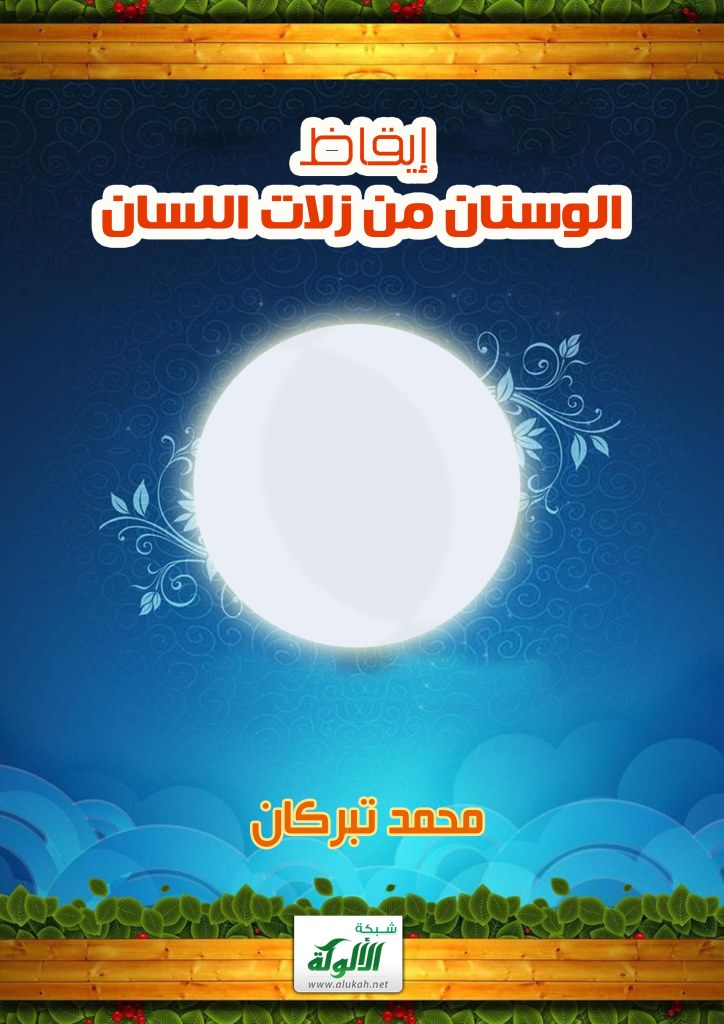 إيقاظ
الوسنان من زلات اللسان
محمد تبركان
شبكة
الألوكة
www.alukah.net